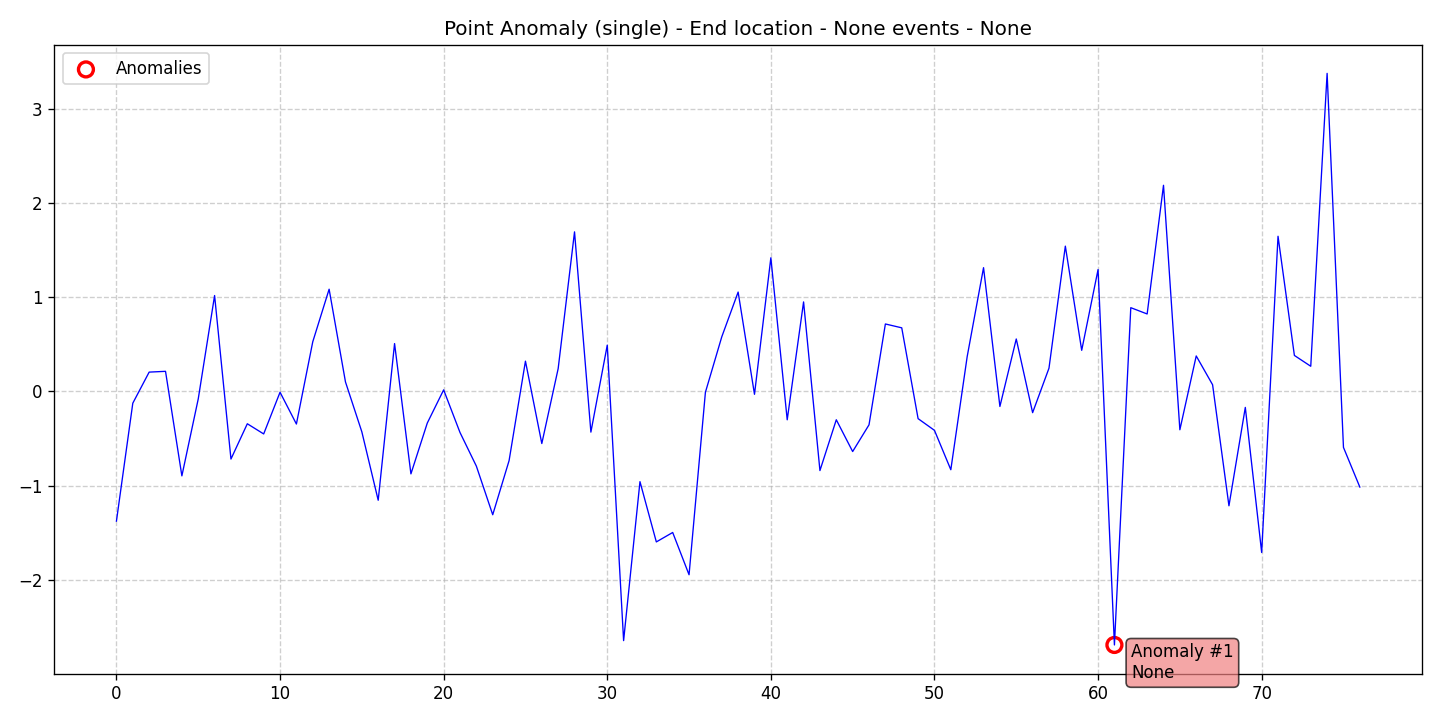 Point Anomaly (single) - End location - None events - None
Anomalies
3
2
1
0
−1
−2
Anomaly #1
None
0 10 20 30 40 50 60 70